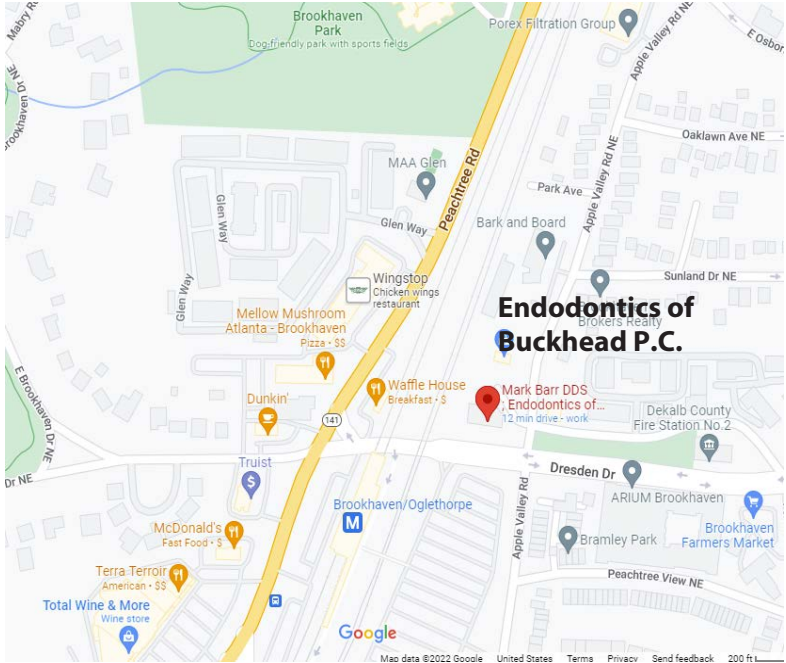 Mabry R
Brookhaven
Park
Dog-friendly park with sports fields
Porex Filtration Group
Apple Valley Rd NE
E Osbor
Brookhaven Dr NE
Oaklawn Ave NE
MAA Glen
Peachtree Rd
Apple Valley Rd NE
Park Ave
Glen Way
Glen Way
Bark and Board
Glen Way
Wingstop
Chicken wings
restaurant
Sunland Dr NE
Endodontics of
Brokers Realty
Buckhead P.C.
Mellow Mushroom
Atlanta - Brookhaven
Pizza • $$
E Brookhaven Dr NE
Waffle House
Breakfast • $
Mark Barr DDS
; Endodontics of...
12 min drive - work
Dunkin'
141
Dekalb County
Fire Station No.2
Dr NE
Truist
$
Dresden Dr
ARIUM Brookhaven
Brookhaven/Oglethorpe
M
Apple Valley Rd
McDonald's
Fast Food • $
Bramley Park
Brookhaven
Farmers Market
Terra Terroir
American • $$
Peachtree View NE
Total Wine & More
Wine store
Google
Map data ©2022 Google United States Terms Privacy Send feedback 200 ft